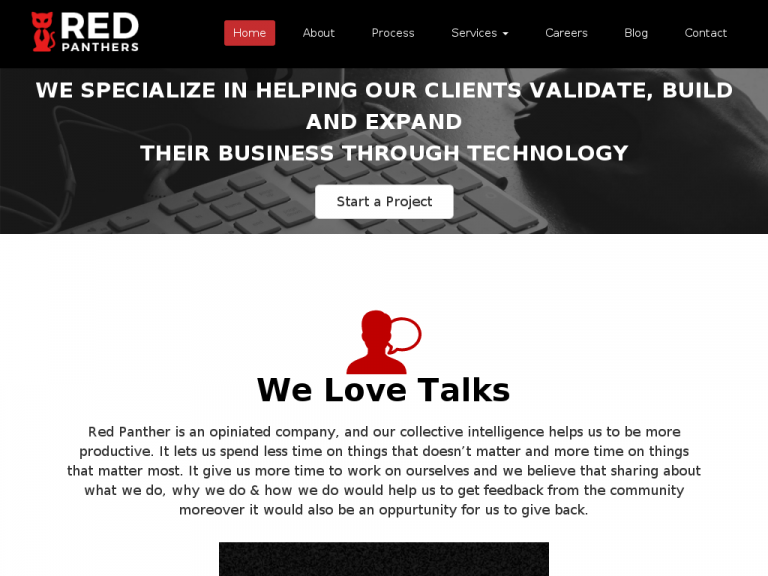 RED
PANTHERS
Home
About
Process
Services
Careers
Blog
Contact
WE SPECIALIZE IN HELPING OUR CLIENTS VALIDATE, BUILD
AND EXPAND
THEIR BUSINESS THROUGH TECHNOLOGY
Start a Project
We Love Talks
Red Panther is an opiniated company, and our collective intelligence helps us to be more
productive. It lets us spend less time on things that doesn’t matter and more time on things
that matter most. It give us more time to work on ourselves and we believe that sharing about
what we do, why we do & how we do would help us to get feedback from the community
moreover it would also be an oppurtunity for us to give back.